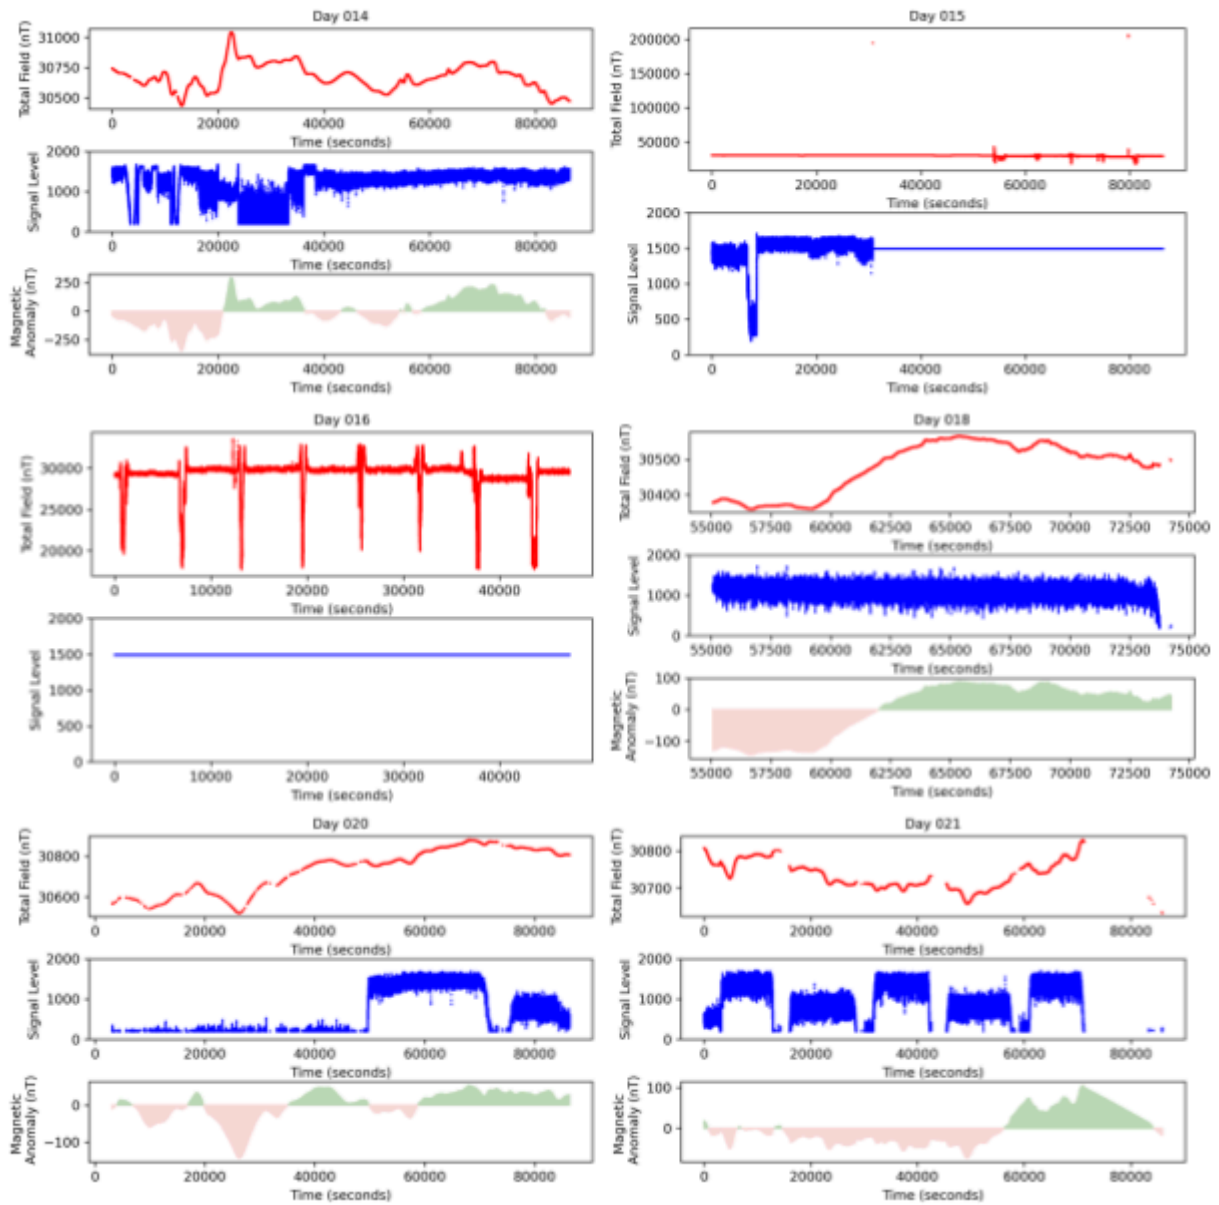 Day 014
Total Field (nT)
31000
30750
30500
0 20000 40000 60000 80000
Time (seconds)
Signal Level
2000
1000
0
0 20000 40000 60000 80000
Time (seconds)
Magnetic
Anomaly (nT)
250
0
−250
0 20000 40000 60000 80000
Time (seconds)
Day 015
Total Field (nT)
200000
150000
100000
50000
0 20000 40000 60000 80000
Time (seconds)
Signal Level
2000
1500
1000
500
0
0 20000 40000 60000 80000
Time (seconds)
Day 016
Total Field (nT)
30000
25000
20000
0 10000 20000 30000 40000
Time (seconds)
Signal Level
2000
1500
1000
500
0
0 10000 20000 30000 40000
Time (seconds)
Day 018
Total Field (nT)
30500
30400
55000 57500 60000 62500 65000 67500 70000 72500 75000
Time (seconds)
Signal Level
2000
1000
0
55000 57500 60000 62500 65000 67500 70000 72500 75000
Time (seconds)
Magnetic
Anomaly (nT)
100
0
−100
55000 57500 60000 62500 65000 67500 70000 72500 75000
Time (seconds)
Day 020
Total Field (nT)
30800
30600
0 20000 40000 60000 80000
Time (seconds)
Signal Level
2000
1000
0
0 20000 40000 60000 80000
Time (seconds)
Magnetic
Anomaly (nT)
0
−100
0 20000 40000 60000 80000
Time (seconds)
Day 021
Total Field (nT)
30800
30700
0 20000 40000 60000 80000
Time (seconds)
Signal Level
2000
1000
0
0 20000 40000 60000 80000
Time (seconds)
Magnetic
Anomaly (nT)
100
0
0 20000 40000 60000 80000
Time (seconds)